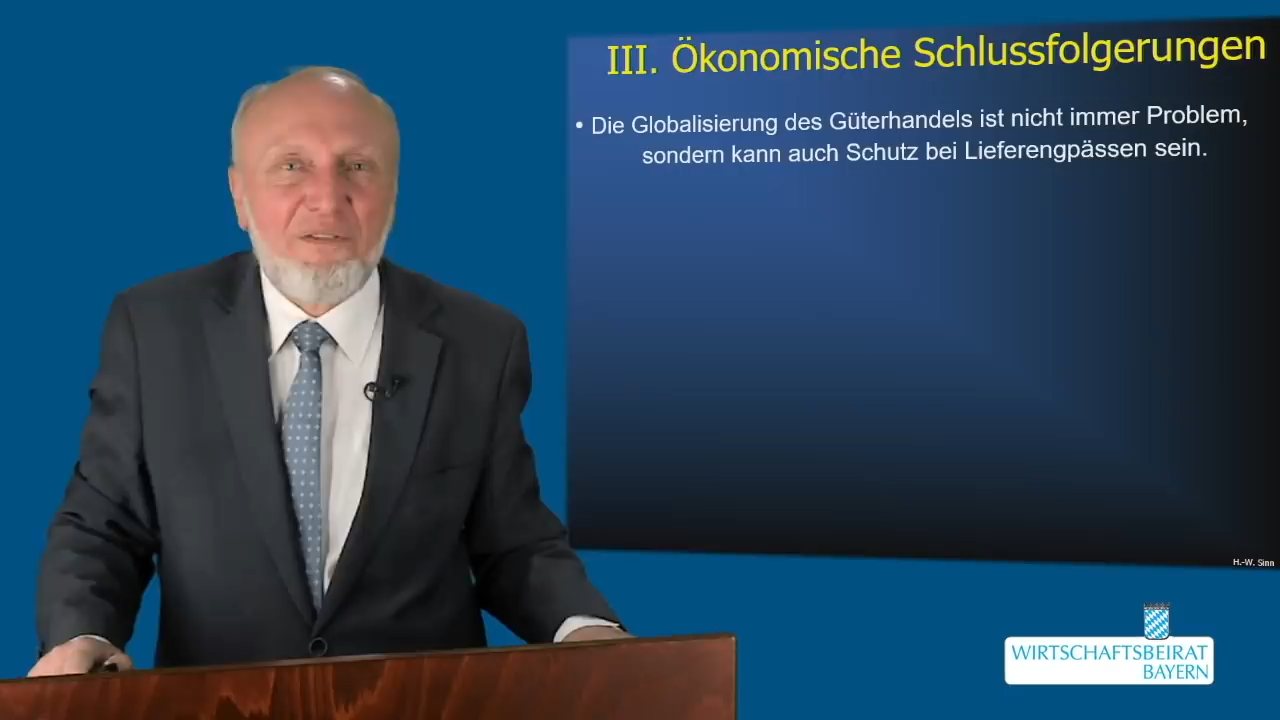 III. Ökonomische Schlussfolgerungen
• Die Globalisierung des Güterhandels ist nicht immer Problem,
sondern kann auch Schutz bei Lieferengpässen sein.
H.-W. Sinn
WIRTSCHAFTSBEIRAT
BAYERN